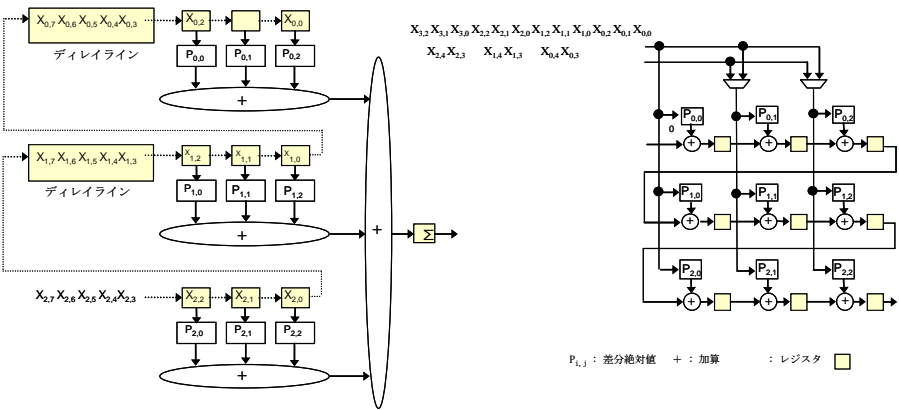 X0,7 X0,6 X0,5 X0,4 X0,3
X0,2
X0,0
ディレイライン
P0,0
P0,1
P0,2
+
X1,7 X1,6 X1,5 X1,4 X1,3
X1,2
X1,1
X1,0
ディレイライン
P1,0
P1,1
P1,2
+
+
Σ
X2,7 X2,6 X2,5 X2,4 X2,3
X2,2
X2,1
X2,0
P2,0
P2,1
P2,2
+
X3,2 X3,1 X3,0 X2,2 X2,1 X2,0 X1,2 X1,1 X1,0 X0,2 X0,1 X0,0
X2,4 X2,3 X1,4 X1,3 X0,4 X0,3
P0,0
P0,1
P0,2
0
+
+
+
P1,0
P1,1
P1,2
+
+
+
P2,0
P2,1
P2,2
+
+
+
Pi, j : 差分絶対値 + : 加算 : レジスタ